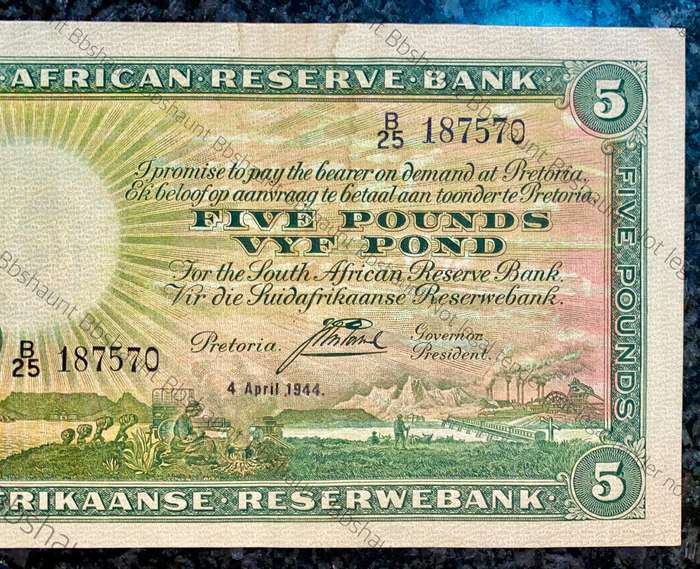 AFRICAN · RESERVE · BANK ·
5
B/25 187570
I promise to pay the bearer on demand at Pretoria,
Ek beloof op aanvraag te betaal aan toonder te Pretoria
FIVE POUNDS
VYF POND
For the South African Reserve Bank.
Vir die Suidafrikaanse Reserwebank.
Pretoria.
Governor.
President.
B/25 187570
4 April 1944.
FIVE POUNDS
ERIKAANSE · RESERWEBANK ·
5
Bbshaunt